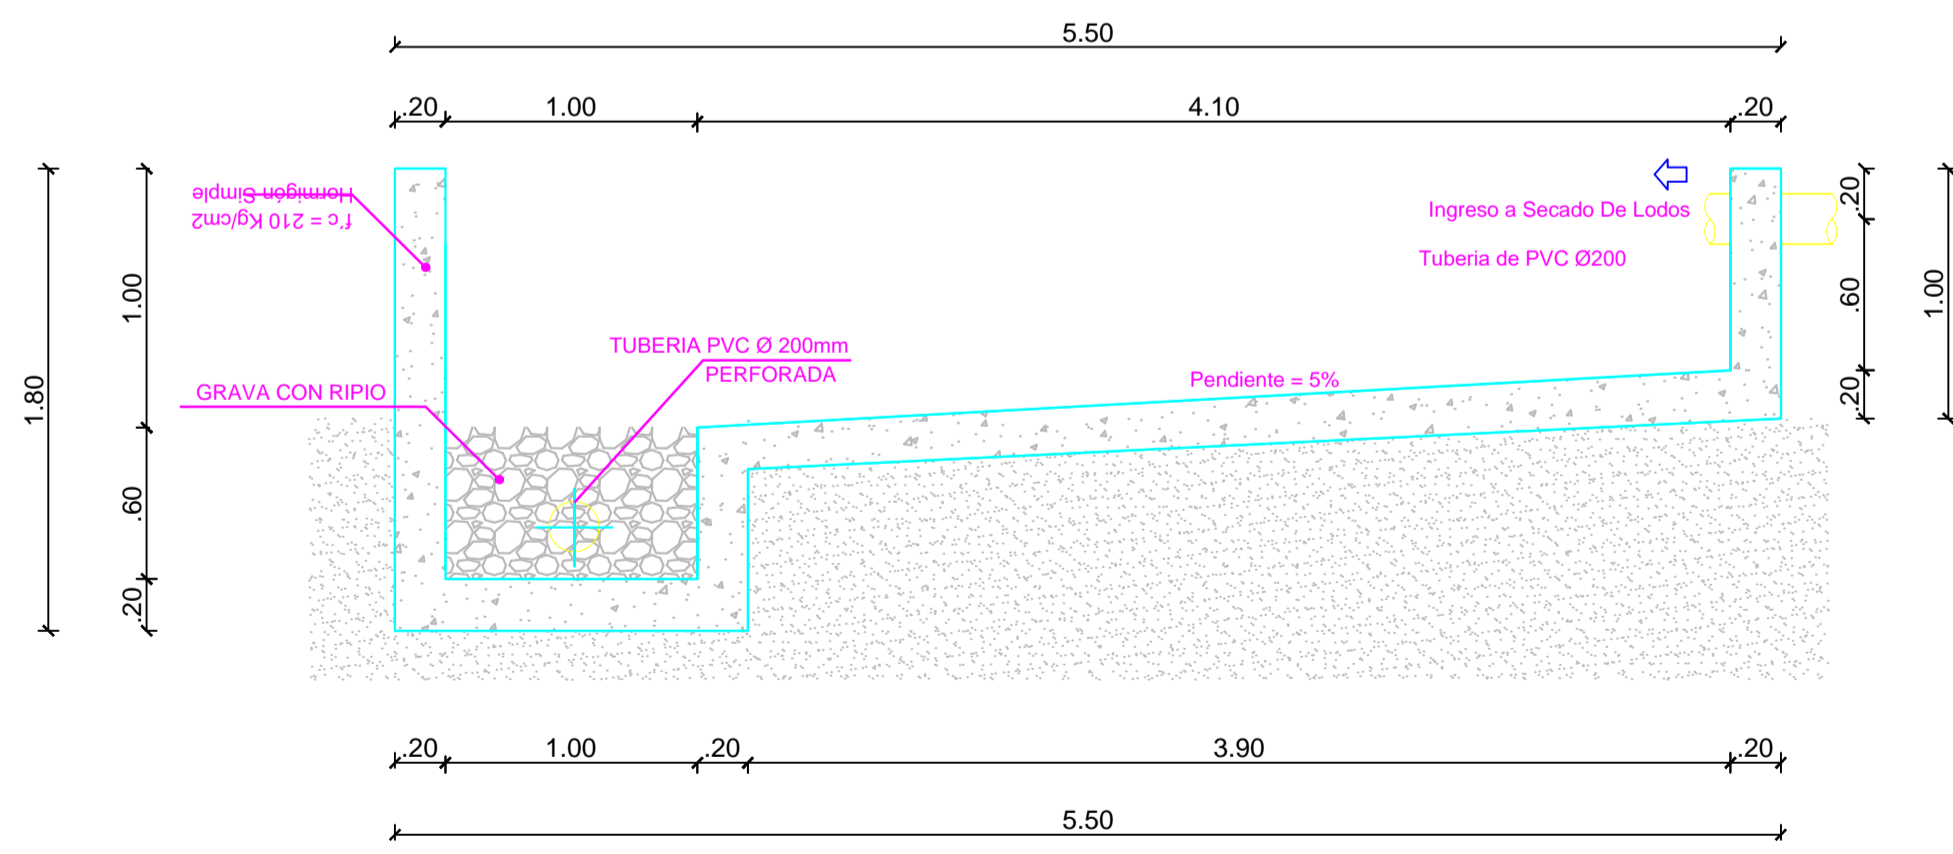 5.50
.20 1.00 4.10 .20
Hormigón Simple
f'c = 210 Kg/cm2
Ingreso a Secado De Lodos
Tuberia de PVC Ø200
.20
.60
.20
1.00
1.80
1.00
.60
.20
TUBERIA PVC Ø 200mm
PERFORADA
GRAVA CON RIPIO
Pendiente = 5%
.20 1.00 .20 3.90 .20
5.50